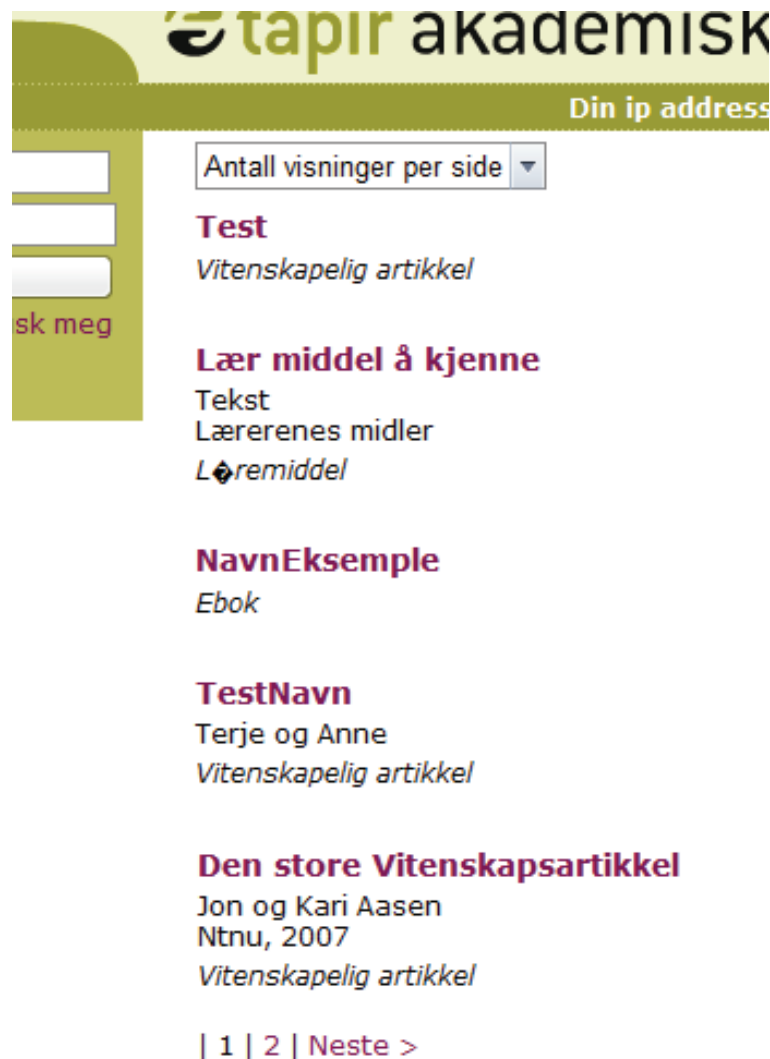 tapir akademisk
Din ip address
Antall visninger per side
Test
Vitenskapelig artikkel
sk meg
Lær middel å kjenne
Tekst
Lærerenes midler
L�remiddel
NavnEksemple
Ebok
TestNavn
Terje og Anne
Vitenskapelig artikkel
Den store Vitenskapsartikkel
Jon og Kari Aasen
Ntnu, 2007
Vitenskapelig artikkel
| 1 | 2 | Neste >